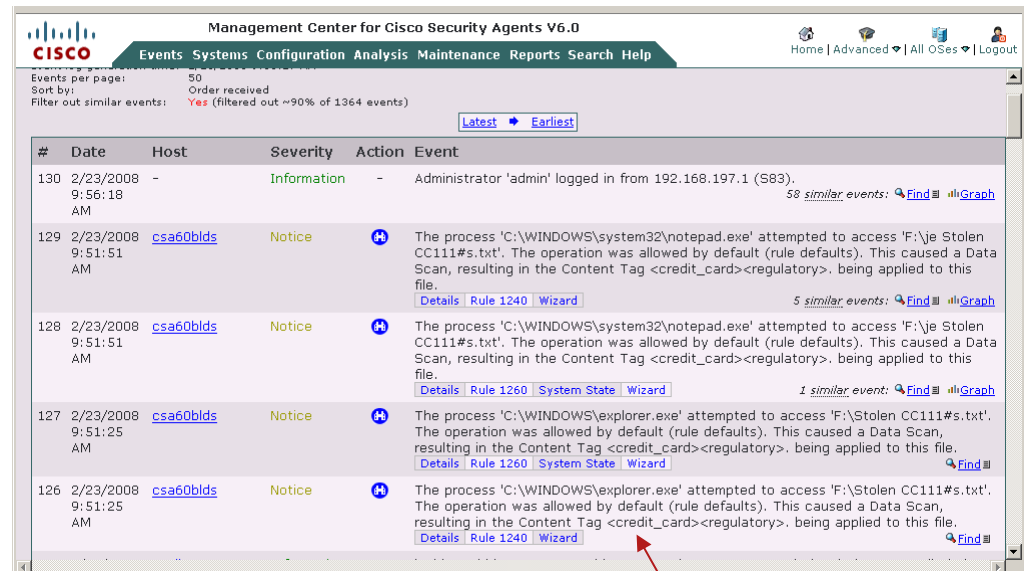 Management Center for Cisco Security Agents V6.0
CISCO
Events Systems Configuration Analysis Maintenance Reports Search Help
Home | Advanced | All OSes | Logout
Events per page: 50
Sort by: Order received
Filter out similar events: Yes (filtered out ~90% of 1364 events)
Latest Earliest
# Date Host Severity Action Event
130 2/23/2008 9:56:18 AM - Information - Administrator 'admin' logged in from 192.168.197.1 (S83).
58 similar events: Find Graph
129 2/23/2008 9:51:51 AM csa60blds Notice The process 'C:\WINDOWS\system32\notepad.exe' attempted to access 'F:\je Stolen
CC111#s.txt'. The operation was allowed by default (rule defaults). This caused a Data
Scan, resulting in the Content Tag <credit_card><regulatory>. being applied to this
file.
Details Rule 1240 Wizard 5 similar events: Find Graph
128 2/23/2008 9:51:51 AM csa60blds Notice The process 'C:\WINDOWS\system32\notepad.exe' attempted to access 'F:\je Stolen
CC111#s.txt'. The operation was allowed by default (rule defaults). This caused a Data
Scan, resulting in the Content Tag <credit_card><regulatory>. being applied to this
file.
Details Rule 1260 System State Wizard 1 similar event: Find Graph
127 2/23/2008 9:51:25 AM csa60blds Notice The process 'C:\WINDOWS\explorer.exe' attempted to access 'F:\Stolen CC111#s.txt'.
The operation was allowed by default (rule defaults). This caused a Data Scan,
resulting in the Content Tag <credit_card><regulatory>. being applied to this file.
Details Rule 1260 System State Wizard Find
126 2/23/2008 9:51:25 AM csa60blds Notice The process 'C:\WINDOWS\explorer.exe' attempted to access 'F:\Stolen CC111#s.txt'.
The operation was allowed by default (rule defaults). This caused a Data Scan,
resulting in the Content Tag <credit_card><regulatory>. being applied to this file.
Details Rule 1240 Wizard Find